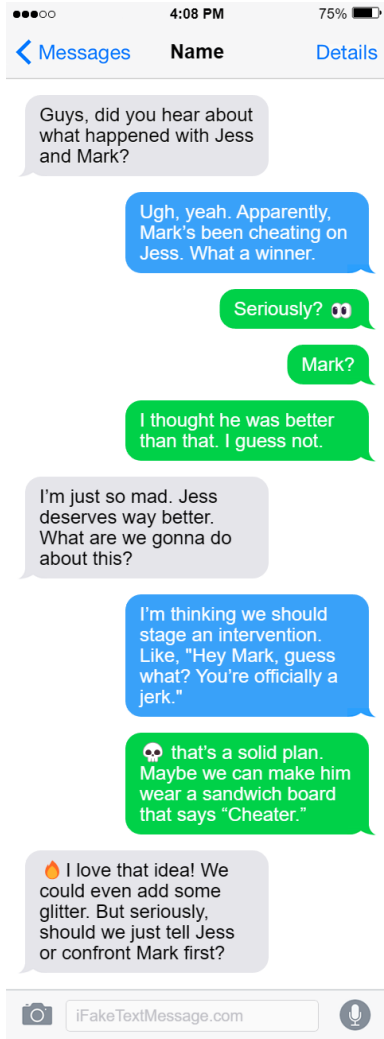 4:08 PM
75%
Messages
Name
Details
Guys, did you hear about
what happened with Jess
and Mark?
Ugh, yeah. Apparently,
Mark’s been cheating on
Jess. What a winner.
Seriously? 👀
Mark?
I thought he was better
than that. I guess not.
I’m just so mad. Jess
deserves way better.
What are we gonna do
about this?
I’m thinking we should
stage an intervention.
Like, "Hey Mark, guess
what? You’re officially a
jerk."
💀 that’s a solid plan.
Maybe we can make him
wear a sandwich board
that says “Cheater.”
🔥 I love that idea! We
could even add some
glitter. But seriously,
should we just tell Jess
or confront Mark first?
iFakeTextMessage.com